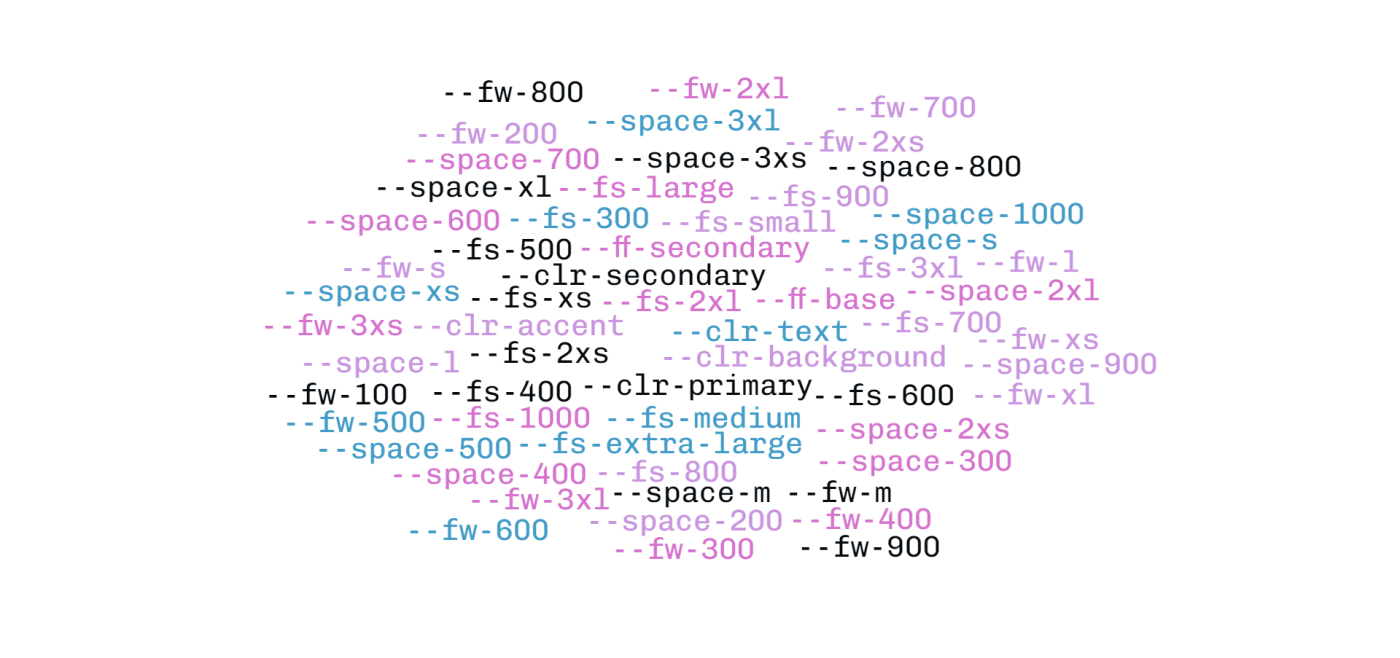 --fw-800 --fw-2xl
--fw-700
--space-3xl
--fw-200 --fw-2xs
--space-700 --space-3xs --space-800
--space-xl --fs-large --fs-900
--space-600 --fs-300 --fs-small --space-1000
--fs-500 --ff-secondary --space-s
--fw-s --clr-secondary --fs-3xl --fw-l
--space-xs --fs-xs --fs-2xl --ff-base --space-2xl
--fw-3xs --clr-accent --clr-text --fs-700 --fw-xs
--space-l --fs-2xs --clr-background --space-900
--fw-100 --fs-400 --clr-primary --fs-600 --fw-xl
--fw-500 --fs-1000 --fs-medium --space-2xs
--space-500 --fs-extra-large --space-300
--space-400 --fs-800
--fw-3xl --space-m --fw-m
--fw-600 --space-200 --fw-400
--fw-300 --fw-900